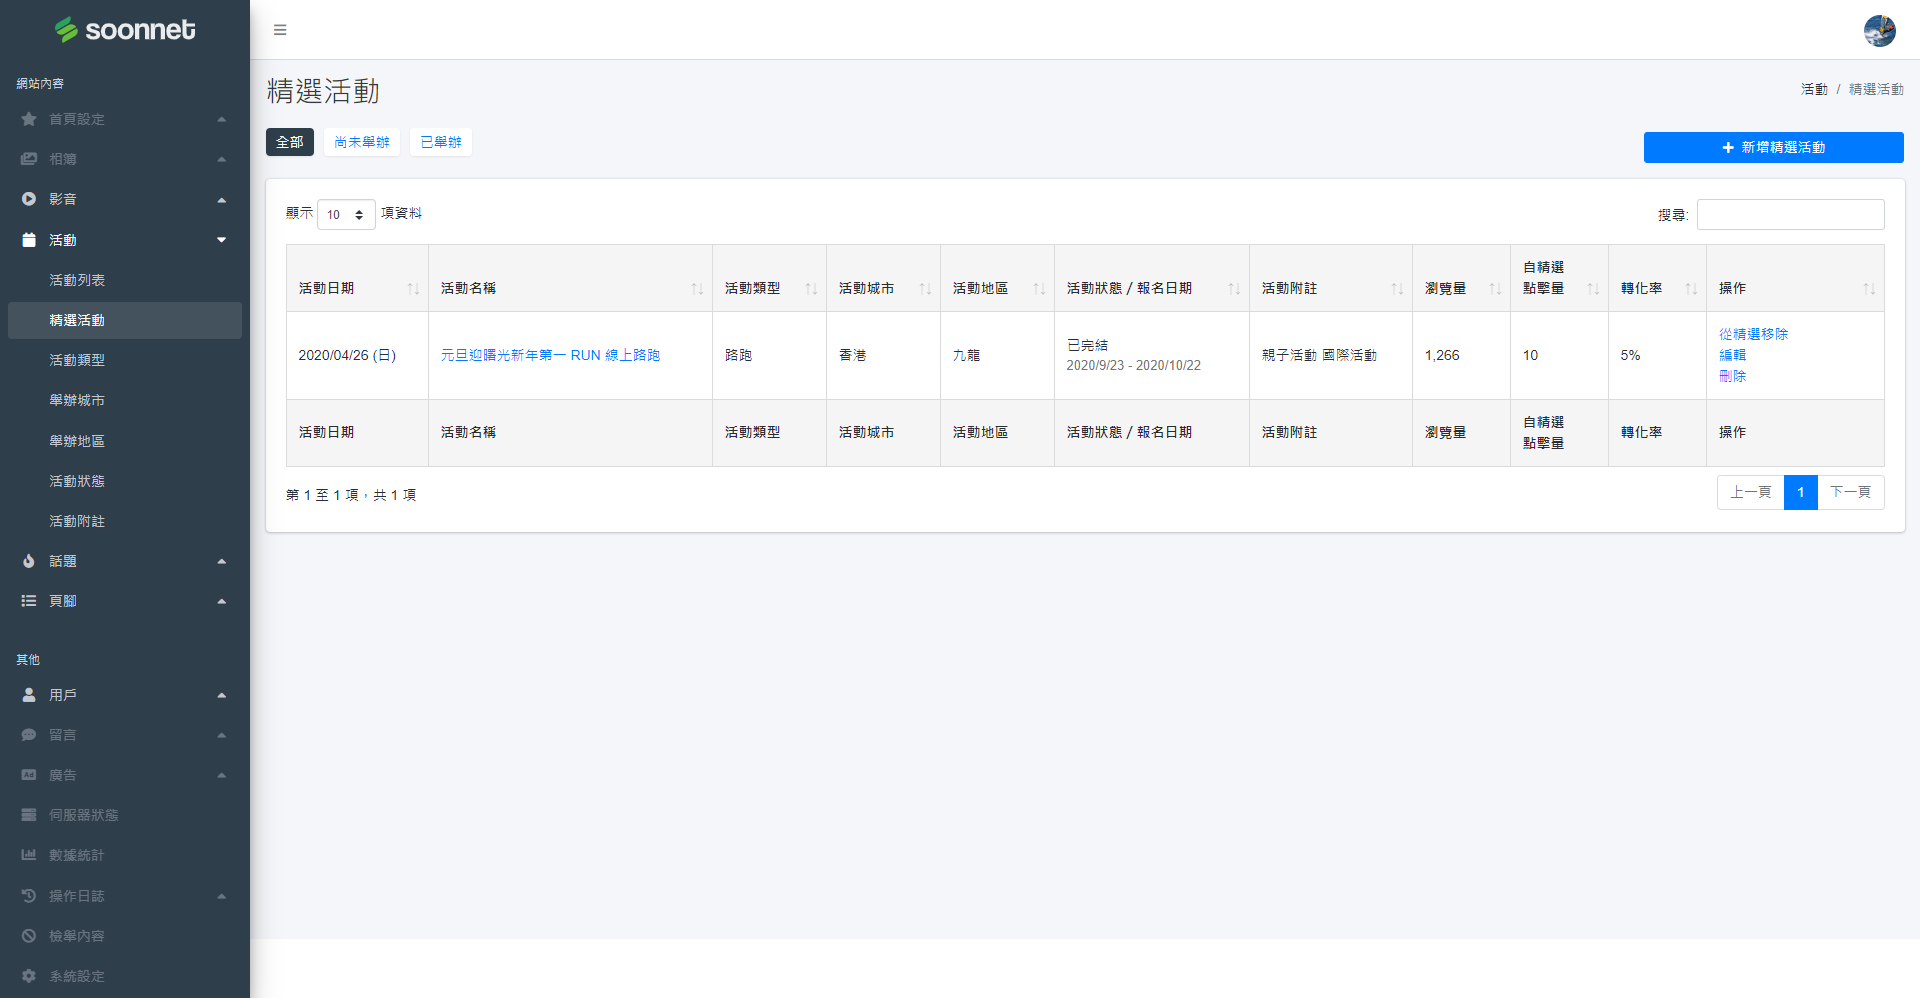 soonnet
網站內容
首頁設定
相簿
影音
活動
活動列表
精選活動
活動類型
舉辦城市
舉辦地區
活動狀態
活動附註
話題
頁腳
其他
用戶
留言
Ad 廣告
伺服器狀態
數據統計
操作日誌
檢舉內容
系統設定
精選活動
活動 / 精選活動
全部 尚未舉辦 已舉辦
新增精選活動
顯示 10 項資料
搜尋:
活動日期 活動名稱 活動類型 活動城市 活動地區 活動狀態 / 報名日期 活動附註 瀏覽量 自精選 點擊量 轉化率 操作
2020/04/26 (日) 元旦迎曙光新年第一 RUN 線上路跑 路跑 香港 九龍 已完結 2020/9/23 - 2020/10/22 親子活動 國際活動 1,266 10 5% 從精選移除
編輯
刪除
活動日期 活動名稱 活動類型 活動城市 活動地區 活動狀態 / 報名日期 活動附註 瀏覽量 自精選 點擊量 轉化率 操作
第 1 至 1 項，共 1 項
上一頁 1 下一頁